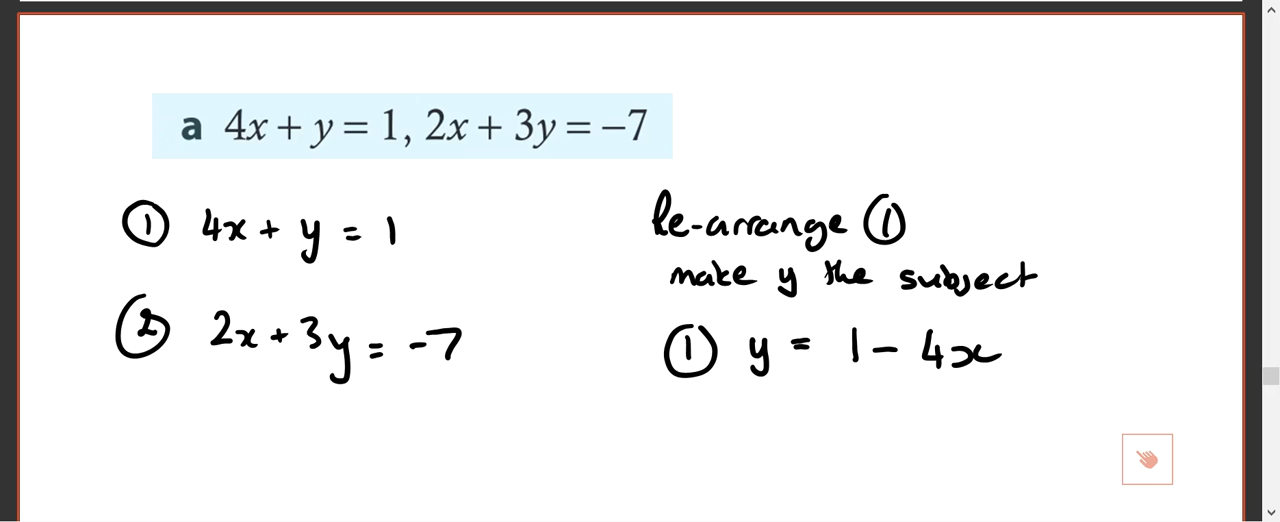 a 4x + y = 1, 2x + 3y = −7
① 4x + y = 1
② 2x + 3y = -7
Re-arrange ①
make y the subject
① y = 1 - 4x